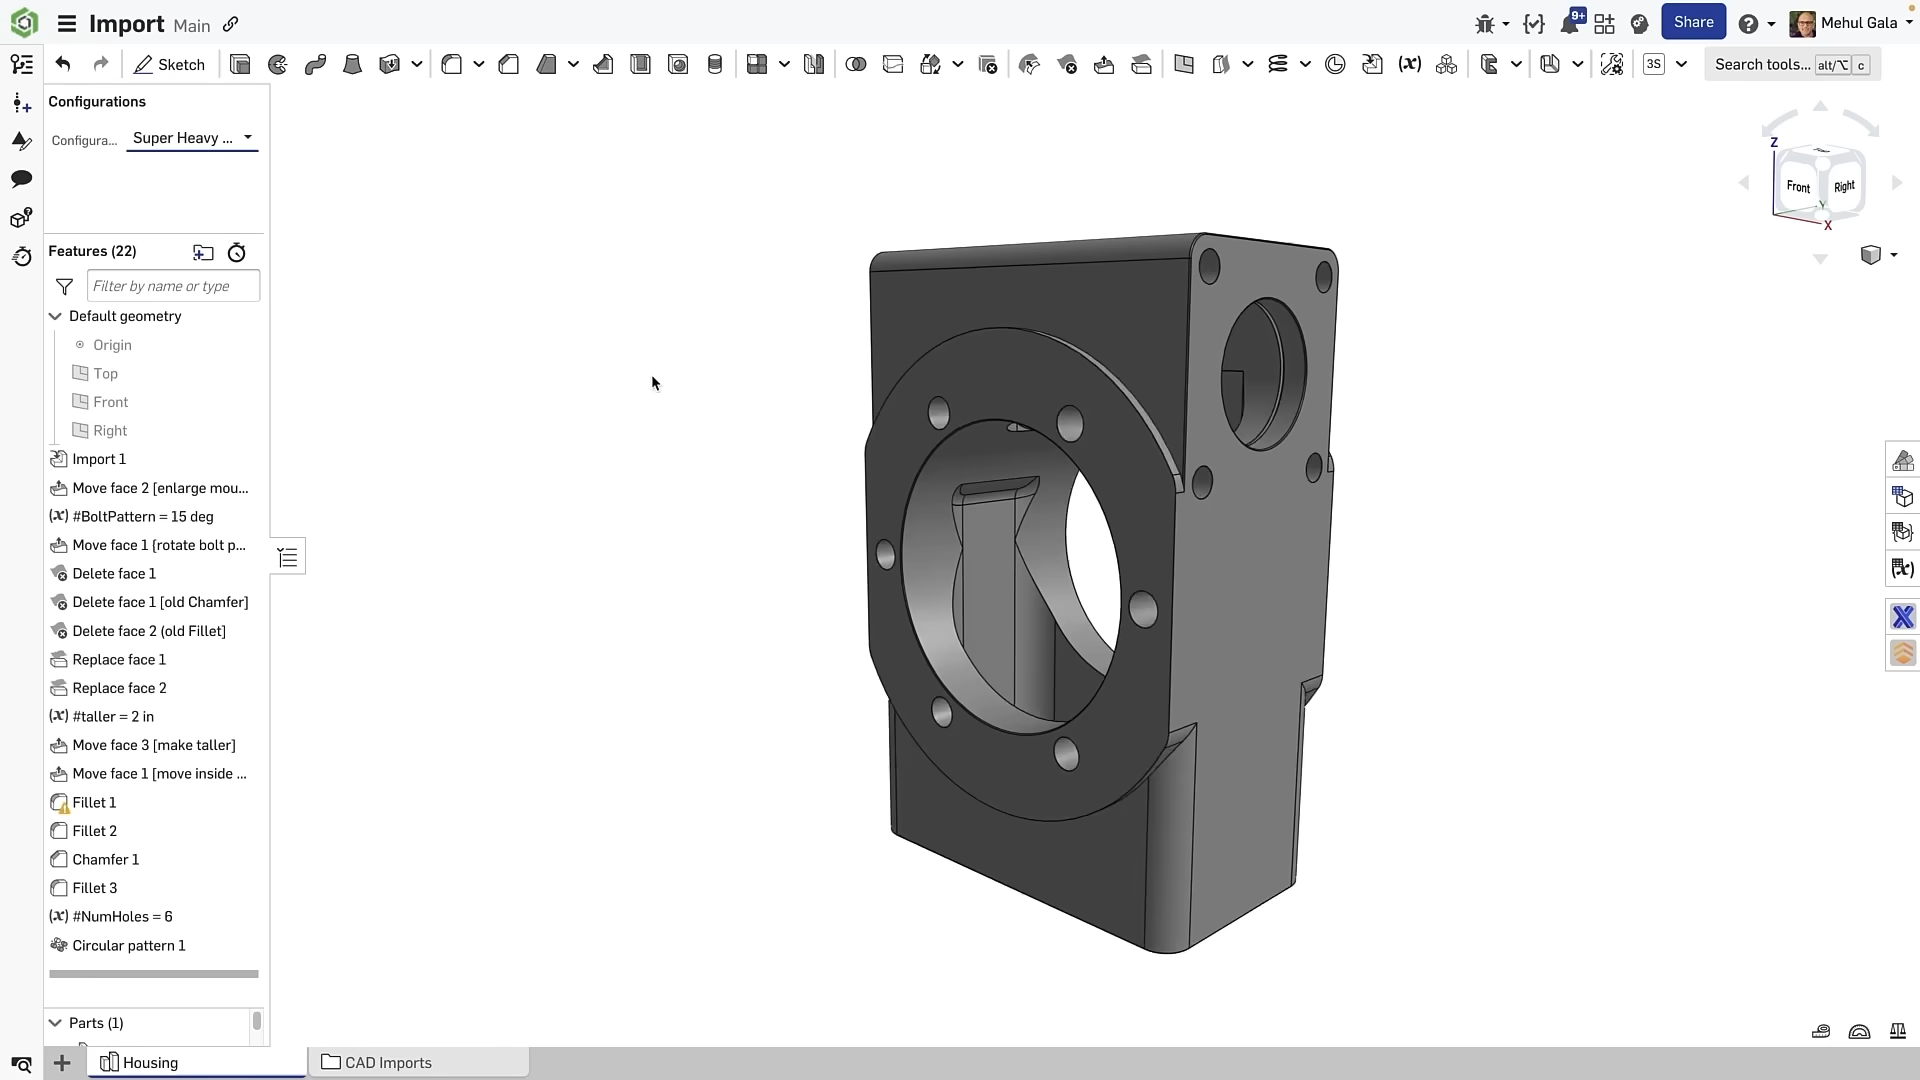 Import Main
9+
Share
Mehul Gala
Sketch
3S
Search tools... alt/⌥ c
Configurations
Configura... Super Heavy ...
Features (22)
Filter by name or type
Default geometry
Origin
Top
Front
Right
Import 1
Move face 2 [enlarge mou...
(x) #BoltPattern = 15 deg
Move face 1 [rotate bolt p...
Delete face 1
Delete face 1 [old Chamfer]
Delete face 2 (old Fillet]
Replace face 1
Replace face 2
(x) #taller = 2 in
Move face 3 [make taller]
Move face 1 [move inside ...
Fillet 1
Fillet 2
Chamfer 1
Fillet 3
(x) #NumHoles = 6
Circular pattern 1
Parts (1)
Housing
CAD Imports
Z
Top
Front
Right
Y
X